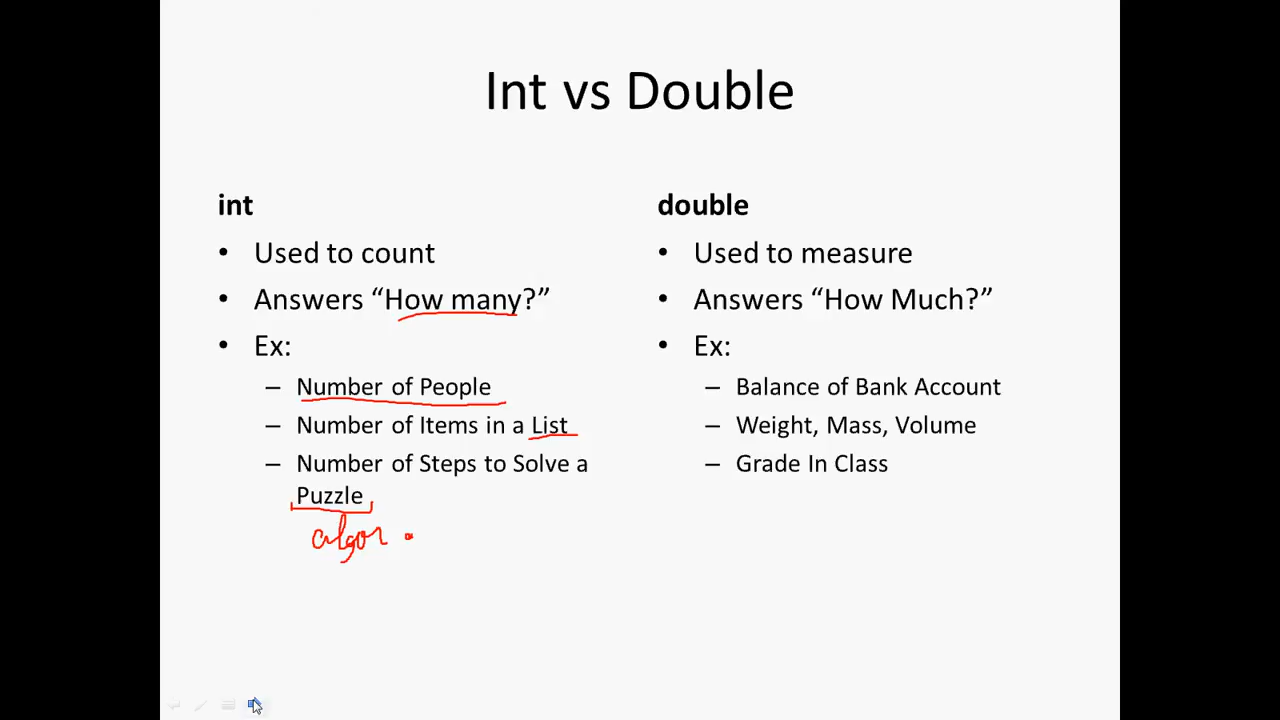 Int vs Double
int
• Used to count
• Answers “How many?”
• Ex:
– Number of People
– Number of Items in a List
– Number of Steps to Solve a
Puzzle
algor
double
• Used to measure
• Answers “How Much?”
• Ex:
– Balance of Bank Account
– Weight, Mass, Volume
– Grade In Class